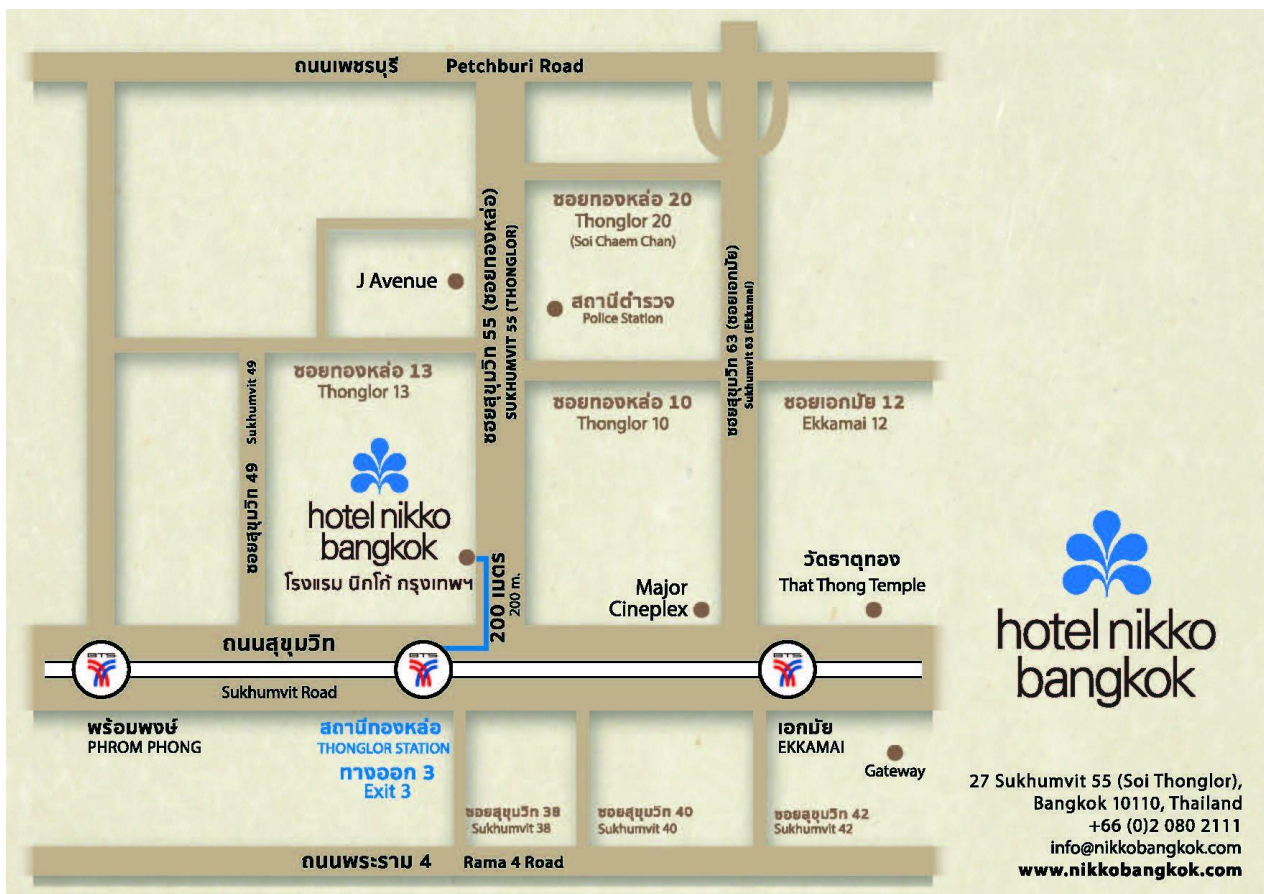 ถนนเพชรบุรี Petchburi Road
ซอยทองหล่อ 20
Thonglor 20
(Soi Chaem Chan)
J Avenue
สถานีตำรวจ
Police Station
ซอยสุขุมวิท 55 (ซอยทองหล่อ)
SUKHUMVIT 55 (THONGLOR)
ซอยสุขุมวิท 63 (ซอยเอกมัย)
Sukhumvit 63 (Ekkamai)
ซอยทองหล่อ 13
Thonglor 13
ซอยทองหล่อ 10
Thonglor 10
ซอยเอกมัย 12
Ekkamai 12
ซอยสุขุมวิท 49 Sukhumvit 49
hotel nikko
bangkok
โรงแรม นิกโก้ กรุงเทพฯ
200 เมตร
200 m.
Major
Cineplex
วัดธาตุทอง
That Thong Temple
ถนนสุขุมวิท
BTS
BTS
BTS
Sukhumvit Road
พร้อมพงษ์
PHROM PHONG
สถานีทองหล่อ
THONGLOR STATION
ทางออก 3
Exit 3
เอกมัย
EKKAMAI
Gateway
ซอยสุขุมวิท 38
Sukhumvit 38
ซอยสุขุมวิท 40
Sukhumvit 40
ซอยสุขุมวิท 42
Sukhumvit 42
ถนนพระราม 4 Rama 4 Road
hotel nikko
bangkok
27 Sukhumvit 55 (Soi Thonglor),
Bangkok 10110, Thailand
+66 (0)2 080 2111
info@nikkobangkok.com
www.nikkobangkok.com